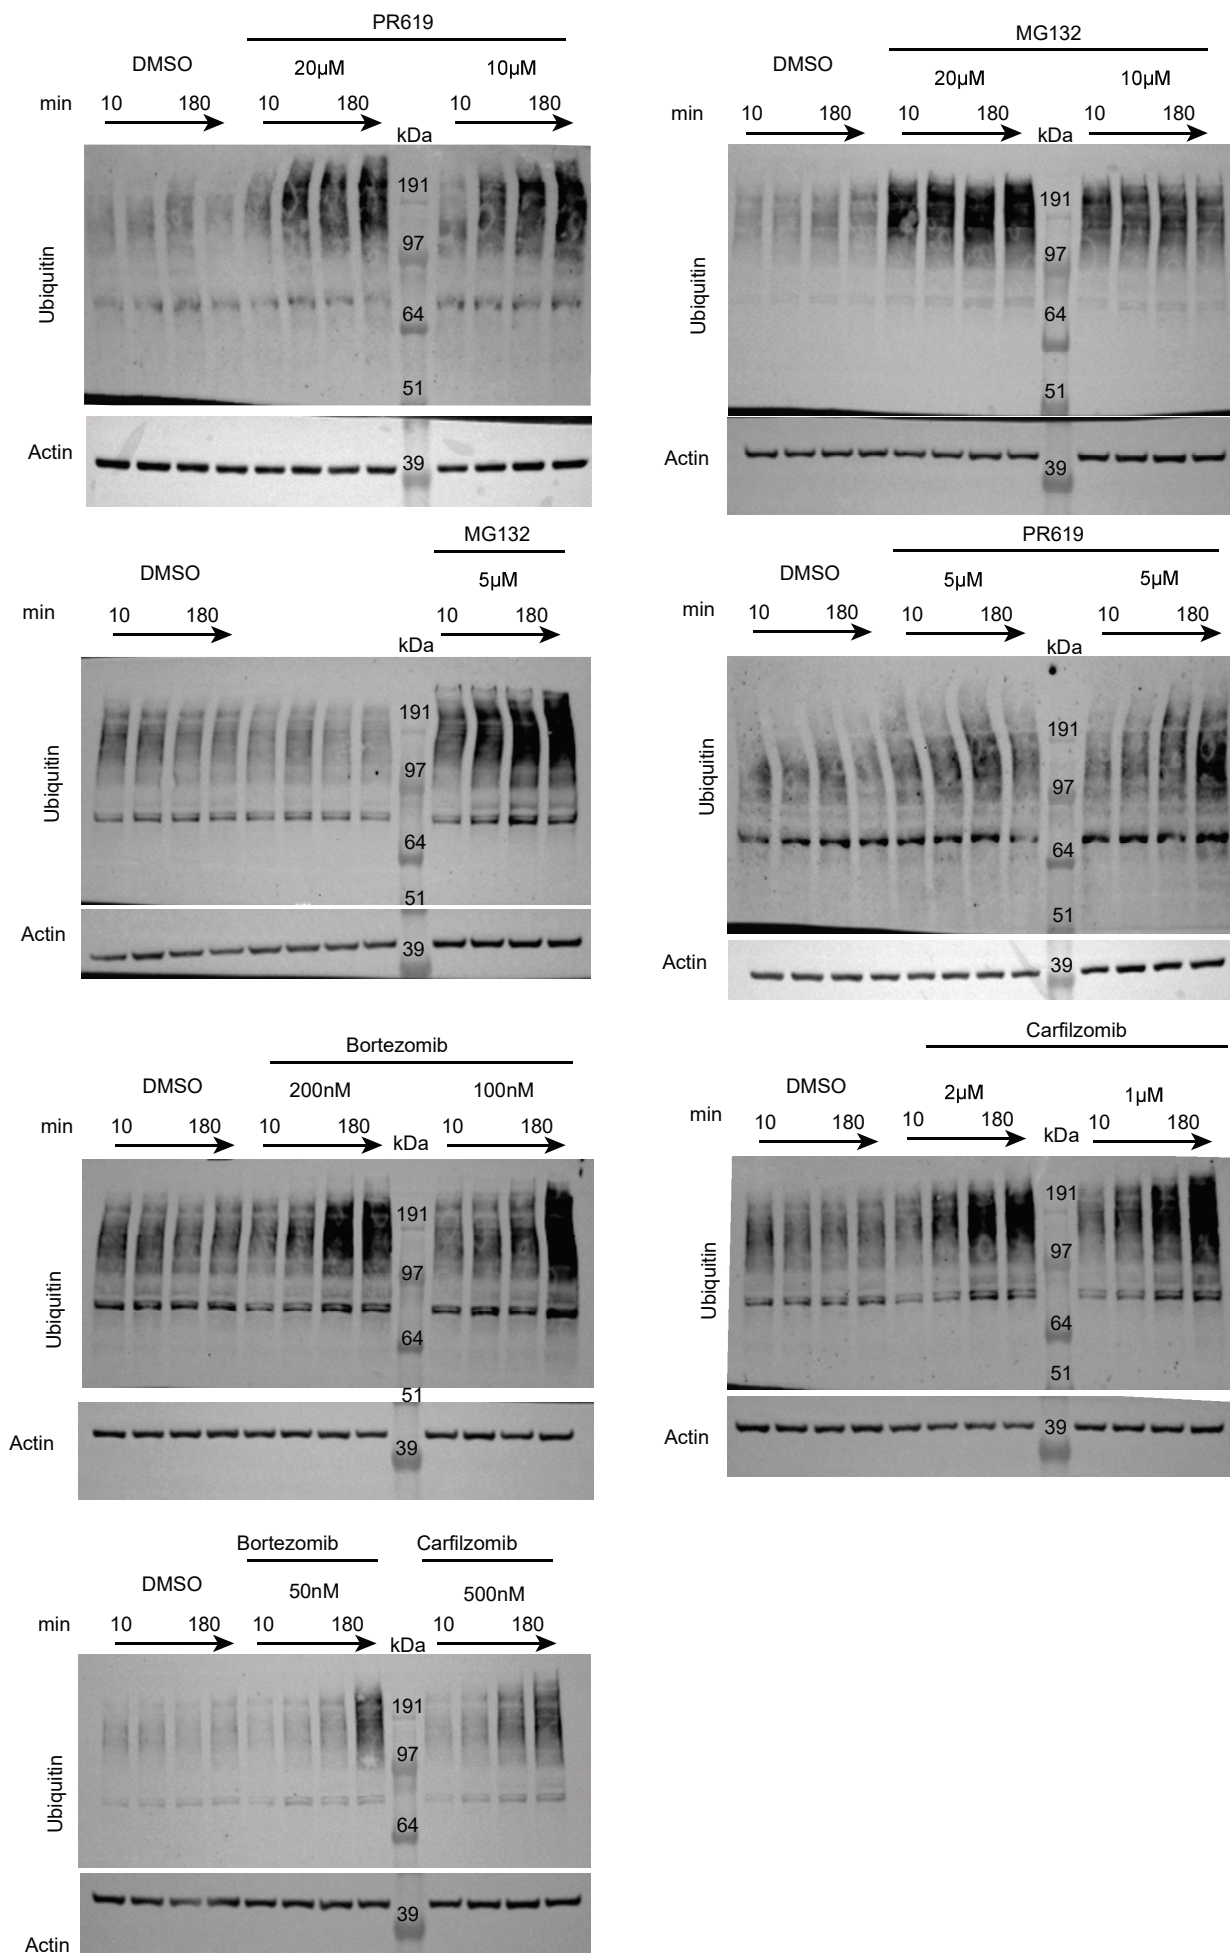 PR619
DMSO 20µM 10µM
min 10 180 10 180 10 180
kDa
191
97
Ubiquitin
64
51
Actin
39
MG132
DMSO 20µM 10µM
min 10 180 10 180 10 180
kDa
191
97
Ubiquitin
64
51
Actin
39
MG132
DMSO 5µM
min 10 180 10 180
kDa
191
97
Ubiquitin
64
51
Actin
39
PR619
DMSO 5µM 5µM
min 10 180 10 180 10 180
kDa
191
97
Ubiquitin
64
51
Actin
39
Bortezomib
DMSO 200nM 100nM
min 10 180 10 180 10 180
kDa
191
97
Ubiquitin
64
51
Actin
39
Carfilzomib
DMSO 2µM 1µM
min 10 180 10 180 10 180
kDa
191
97
Ubiquitin
64
51
Actin
39
Bortezomib Carfilzomib
DMSO 50nM 500nM
min 10 180 10 180 10 180
kDa
191
97
Ubiquitin
64
39
Actin